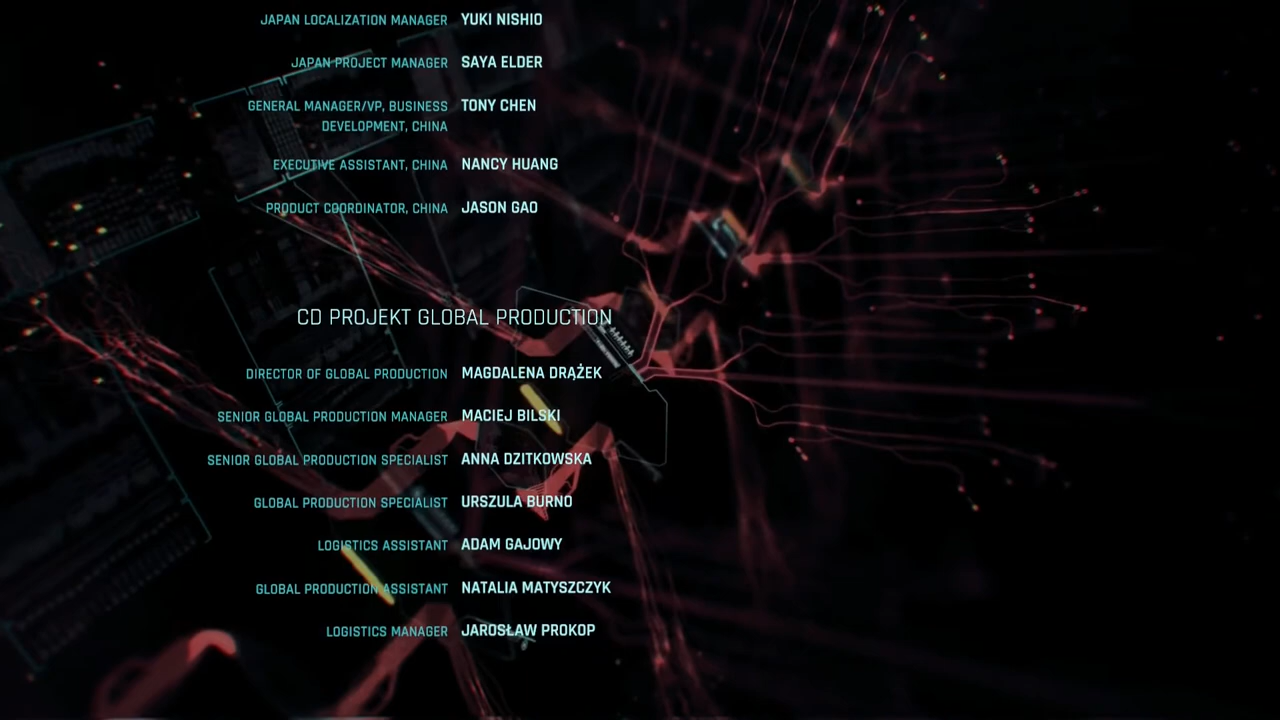 JAPAN LOCALIZATION MANAGER YUKI NISHIO
JAPAN PROJECT MANAGER SAYA ELDER
GENERAL MANAGER/VP, BUSINESS TONY CHEN
DEVELOPMENT, CHINA
EXECUTIVE ASSISTANT, CHINA NANCY HUANG
PRODUCT COORDINATOR, CHINA JASON GAO
CD PROJEKT GLOBAL PRODUCTION
DIRECTOR OF GLOBAL PRODUCTION MAGDALENA DRĄŻEK
SENIOR GLOBAL PRODUCTION MANAGER MACIEJ BILSKI
SENIOR GLOBAL PRODUCTION SPECIALIST ANNA DZITKOWSKA
GLOBAL PRODUCTION SPECIALIST URSZULA BURNO
LOGISTICS ASSISTANT ADAM GAJOWY
GLOBAL PRODUCTION ASSISTANT NATALIA MATYSZCZYK
LOGISTICS MANAGER JAROSŁAW PROKOP